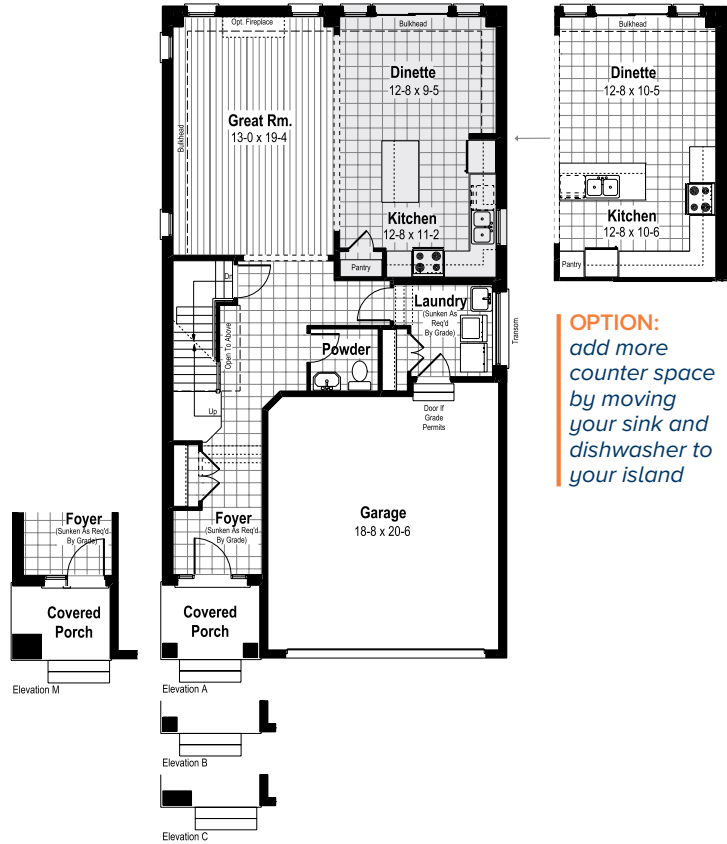 Opt. Fireplace
Bulkhead
Great Rm.
13-0 x 19-4
Bulkhead
Dinette
12-8 x 9-5
Kitchen
12-8 x 11-2
Pantry
Bulkhead
Dinette
12-8 x 10-5
Kitchen
12-8 x 10-6
Pantry
OPTION:
add more
counter space
by moving
your sink and
dishwasher to
your island
Dn
Open To Above
Up
Laundry
(Sunken As
Req'd
By Grade)
Transom
Powder
Door If
Grade
Permits
Garage
18-8 x 20-6
Foyer
(Sunken As Req'd
By Grade)
Covered
Porch
Elevation M
Foyer
(Sunken As Req'd
By Grade)
Covered
Porch
Elevation A
Elevation B
Elevation C